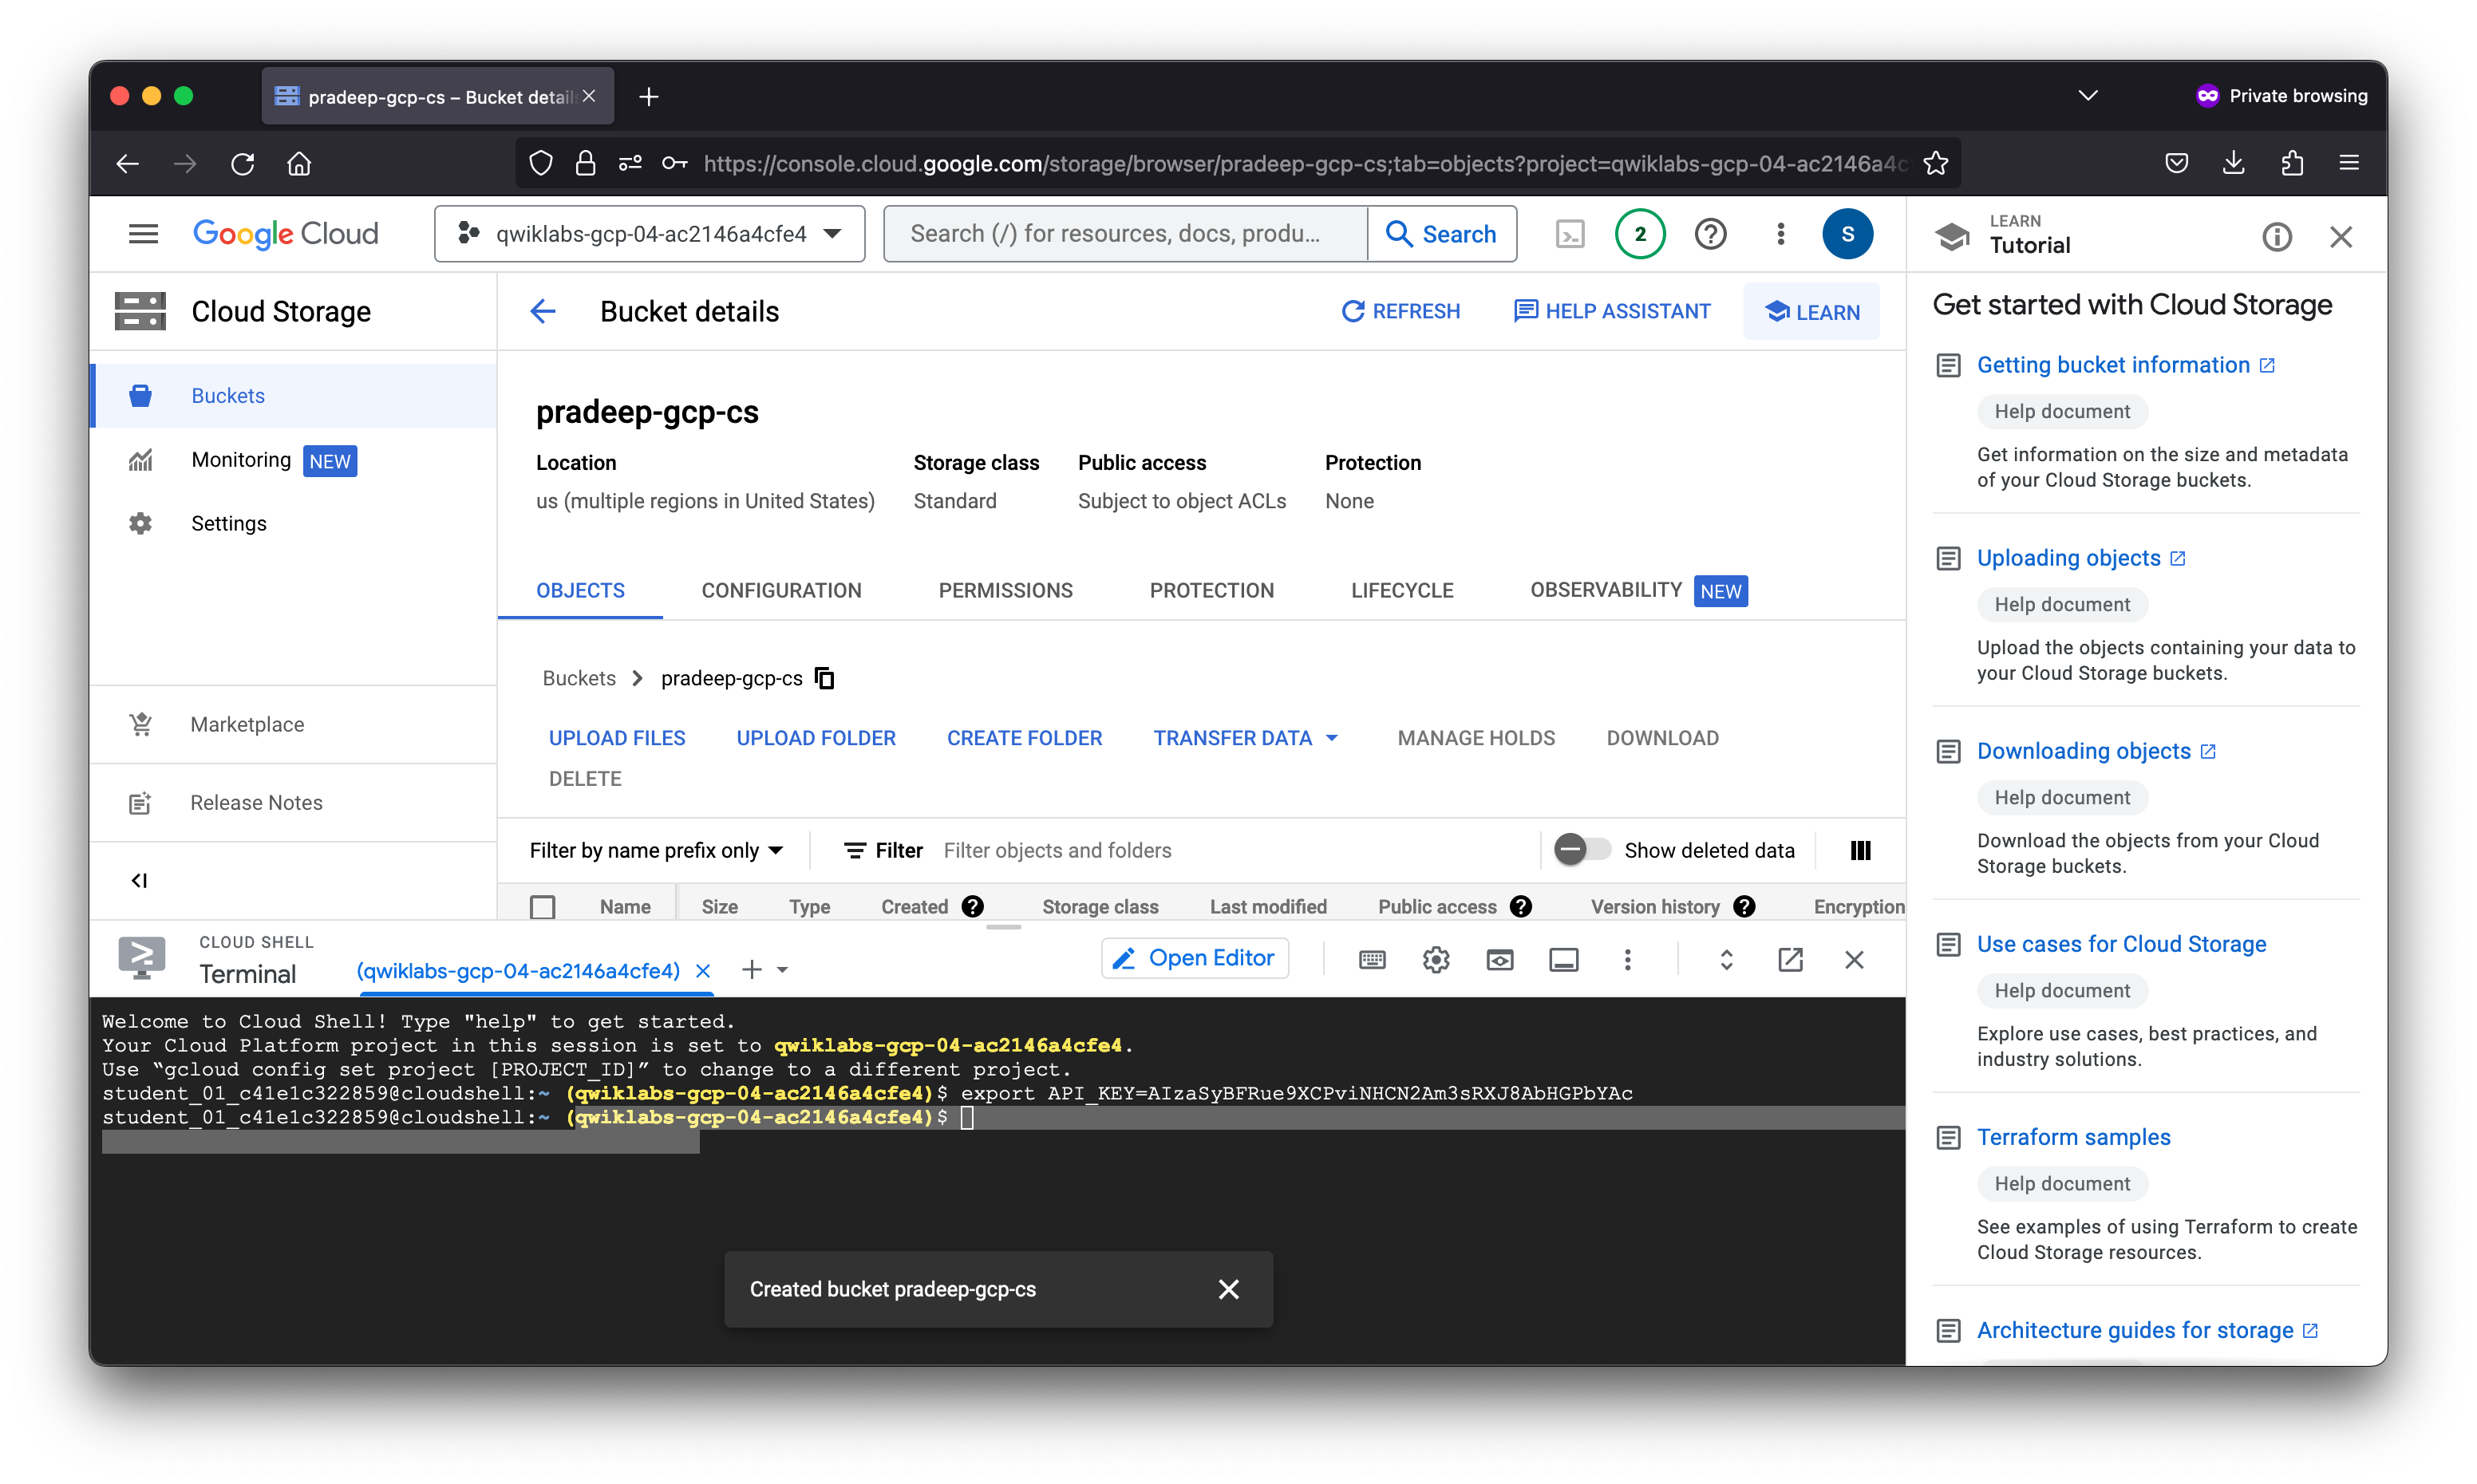 pradeep-gcp-cs – Bucket detail
Private browsing
https://console.cloud.google.com/storage/browser/pradeep-gcp-cs;tab=objects?project=qwiklabs-gcp-04-ac2146a4c
Google Cloud
qwiklabs-gcp-04-ac2146a4cfe4
Search (/) for resources, docs, produ...
Search
2
S
LEARN
Tutorial
Cloud Storage
Buckets
Monitoring NEW
Settings
Marketplace
Release Notes
Bucket details
REFRESH
HELP ASSISTANT
LEARN
pradeep-gcp-cs
Location Storage class Public access Protection
us (multiple regions in United States) Standard Subject to object ACLs None
OBJECTS CONFIGURATION PERMISSIONS PROTECTION LIFECYCLE OBSERVABILITY NEW
Buckets > pradeep-gcp-cs
UPLOAD FILES UPLOAD FOLDER CREATE FOLDER TRANSFER DATA MANAGE HOLDS DOWNLOAD
DELETE
Filter by name prefix only Filter Filter objects and folders Show deleted data
Name Size Type Created Storage class Last modified Public access Version history Encryption
Get started with Cloud Storage
Getting bucket information
Help document
Get information on the size and metadata
of your Cloud Storage buckets.
Uploading objects
Help document
Upload the objects containing your data to
your Cloud Storage buckets.
Downloading objects
Help document
Download the objects from your Cloud
Storage buckets.
Use cases for Cloud Storage
Help document
Explore use cases, best practices, and
industry solutions.
Terraform samples
Help document
See examples of using Terraform to create
Cloud Storage resources.
Architecture guides for storage
CLOUD SHELL
Terminal
(qwiklabs-gcp-04-ac2146a4cfe4)
Open Editor
Welcome to Cloud Shell! Type "help" to get started.
Your Cloud Platform project in this session is set to qwiklabs-gcp-04-ac2146a4cfe4.
Use “gcloud config set project [PROJECT_ID]” to change to a different project.
student_01_c41e1c322859@cloudshell:~ (qwiklabs-gcp-04-ac2146a4cfe4)$ export API_KEY=AIzaSyBFRue9XCPviNHCN2Am3sRXJ8AbHGPbYAc
student_01_c41e1c322859@cloudshell:~ (qwiklabs-gcp-04-ac2146a4cfe4)$
Created bucket pradeep-gcp-cs